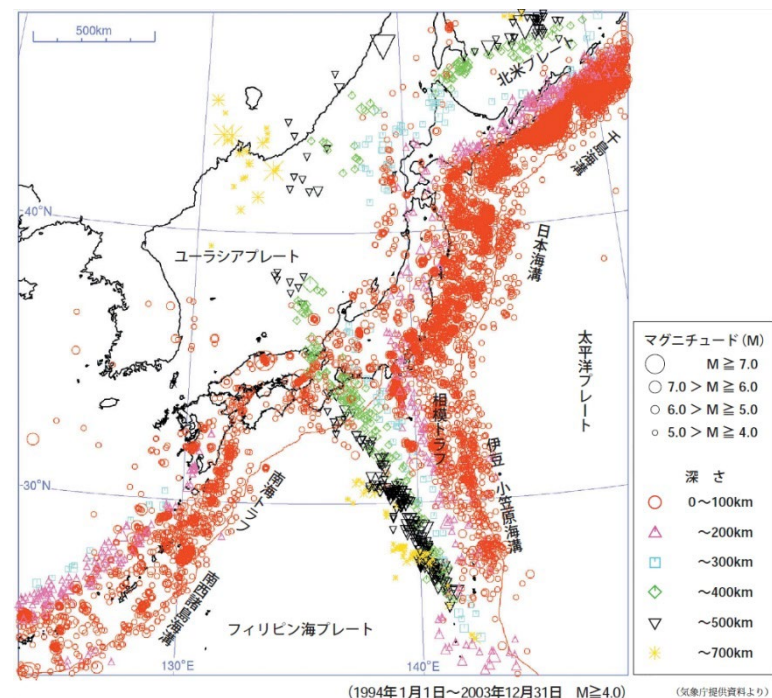 500km
北米プレート
千島海溝
40°N
日本海溝
ユーラシアプレート
太平洋プレート
マグニチュード(M)
M≧7.0
7.0>M≧6.0
6.0>M≧5.0
5.0>M≧4.0
相模トラフ
伊豆・小笠原海溝
30°N
南海トラフ
南西諸島海溝
深さ
0～100km
～200km
～300km
～400km
～500km
～700km
フィリピン海プレート
130°E
140°E
(1994年1月1日～2003年12月31日 M≧4.0)
(気象庁提供資料より)